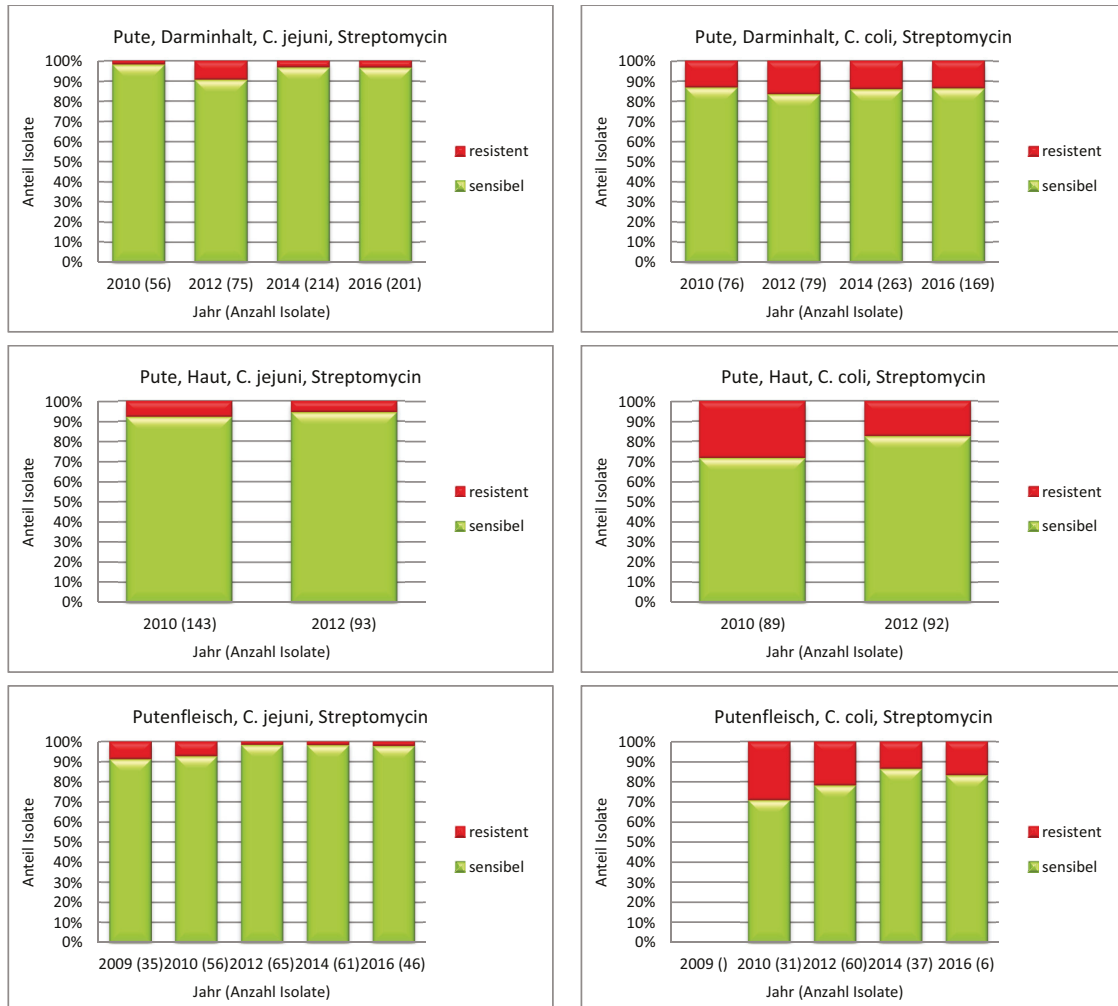 Pute, Darminhalt, C. jejuni, Streptomycin
Anteil Isolate
100%
90%
80%
70%
60%
50%
40%
30%
20%
10%
0%
2010 (56) 2012 (75) 2014 (214) 2016 (201)
Jahr (Anzahl Isolate)
resistent
sensibel
Pute, Darminhalt, C. coli, Streptomycin
Anteil Isolate
100%
90%
80%
70%
60%
50%
40%
30%
20%
10%
0%
2010 (76) 2012 (79) 2014 (263) 2016 (169)
Jahr (Anzahl Isolate)
resistent
sensibel
Pute, Haut, C. jejuni, Streptomycin
Anteil Isolate
100%
90%
80%
70%
60%
50%
40%
30%
20%
10%
0%
2010 (143) 2012 (93)
Jahr (Anzahl Isolate)
resistent
sensibel
Pute, Haut, C. coli, Streptomycin
Anteil Isolate
100%
90%
80%
70%
60%
50%
40%
30%
20%
10%
0%
2010 (89) 2012 (92)
Jahr (Anzahl Isolate)
resistent
sensibel
Putenfleisch, C. jejuni, Streptomycin
Anteil Isolate
100%
90%
80%
70%
60%
50%
40%
30%
20%
10%
0%
2009 (35) 2010 (56) 2012 (65) 2014 (61) 2016 (46)
Jahr (Anzahl Isolate)
resistent
sensibel
Putenfleisch, C. coli, Streptomycin
Anteil Isolate
100%
90%
80%
70%
60%
50%
40%
30%
20%
10%
0%
2009 () 2010 (31) 2012 (60) 2014 (37) 2016 (6)
Jahr (Anzahl Isolate)
resistent
sensibel